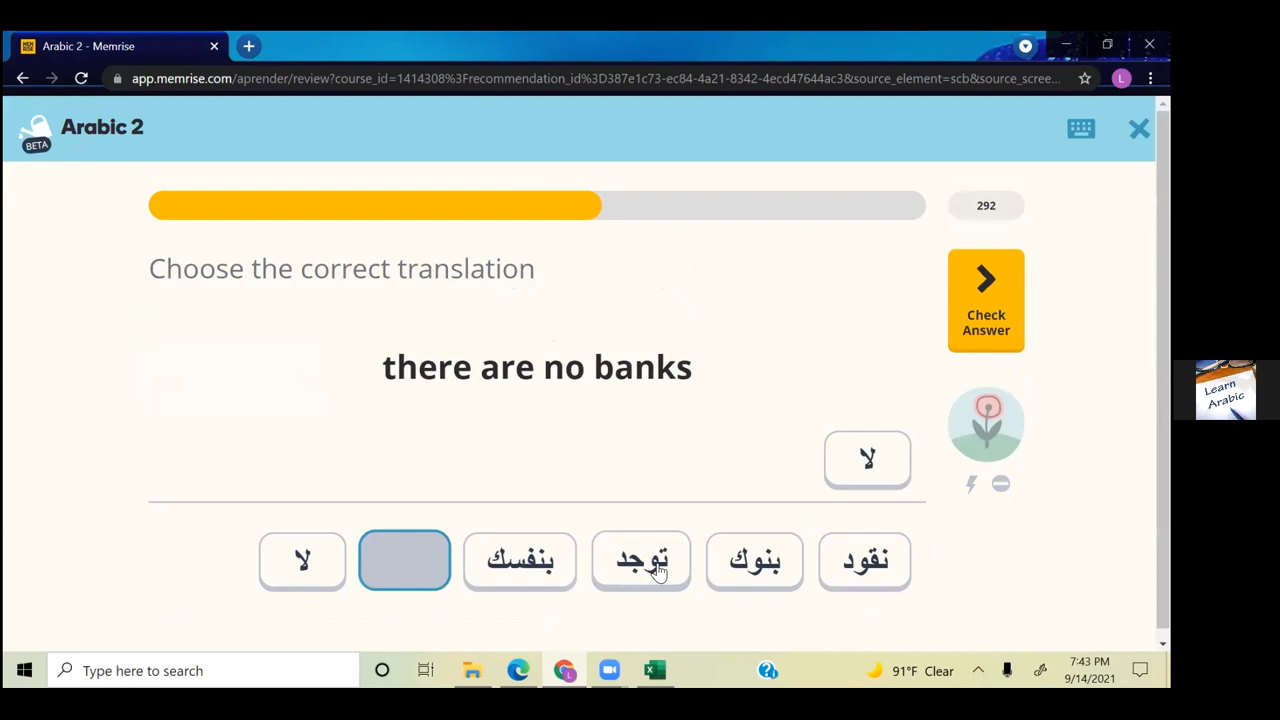 Arabic 2 - Memrise
app.memrise.com/aprender/review?course_id=1414308%3Frecommendation_id%3D387e1c73-ec84-4a21-8342-4ecd47644ac3&source_element=scb&source_scree...
L
BETA
Arabic 2
292
Choose the correct translation
Check
Answer
there are no banks
لا
نقود
بنوك
توجد
بنفسك
لا
Learn
Arabic
Type here to search
91°F Clear
7:43 PM
9/14/2021